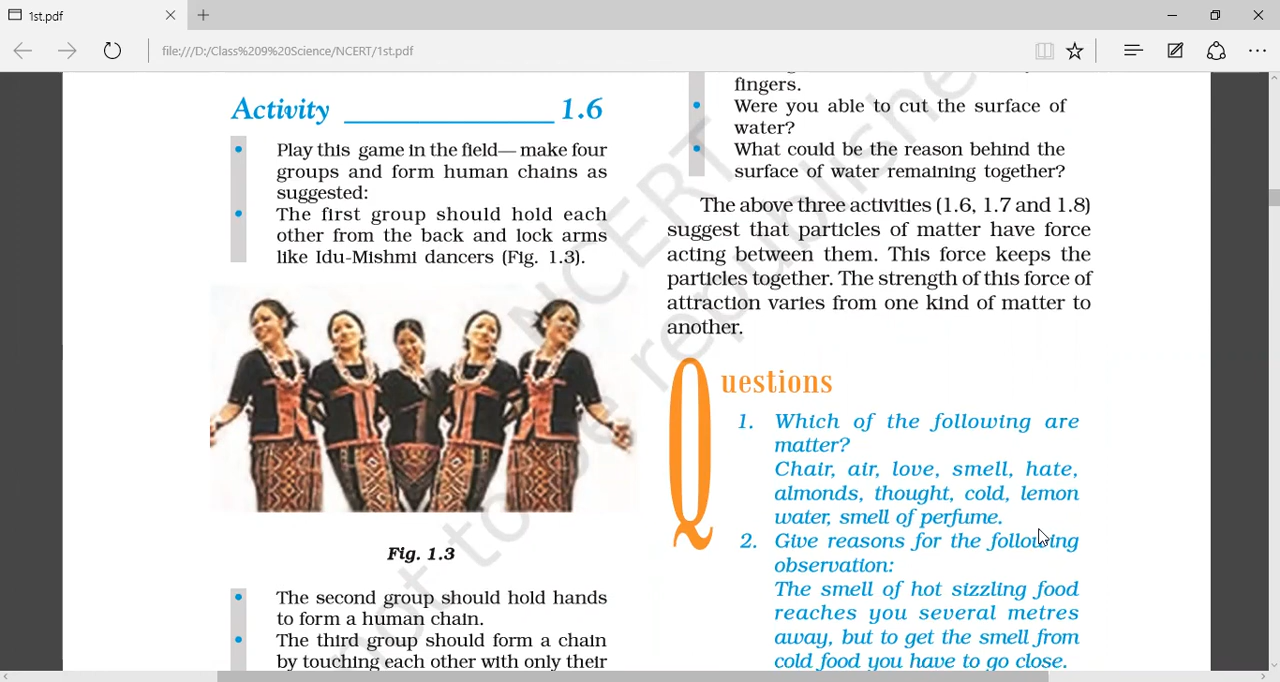 1st.pdf
file:///D:/Class%209%20Science/NCERT/1st.pdf
Activity ____________ 1.6
• Play this game in the field— make four
groups and form human chains as
suggested:
• The first group should hold each
other from the back and lock arms
like Idu-Mishmi dancers (Fig. 1.3).
Fig. 1.3
• The second group should hold hands
to form a human chain.
• The third group should form a chain
by touching each other with only their
fingers.
• Were you able to cut the surface of
water?
• What could be the reason behind the
surface of water remaining together?
The above three activities (1.6, 1.7 and 1.8)
suggest that particles of matter have force
acting between them. This force keeps the
particles together. The strength of this force of
attraction varies from one kind of matter to
another.
Questions
1. Which of the following are
matter?
Chair, air, love, smell, hate,
almonds, thought, cold, lemon
water, smell of perfume.
2. Give reasons for the following
observation:
The smell of hot sizzling food
reaches you several metres
away, but to get the smell from
cold food you have to go close.
NCERT
not to be republishe